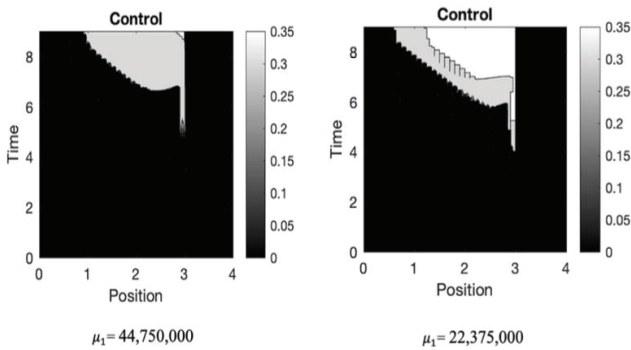 Control
0.35
0.3
0.25
0.2
0.15
0.1
0.05
0
8
6
4
2
0
Time
0 1 2 3 4
Position
μ₁= 44,750,000
Control
0.35
0.3
0.25
0.2
0.15
0.1
0.05
0
8
6
4
2
0
Time
0 1 2 3 4
Position
μ₁= 22,375,000